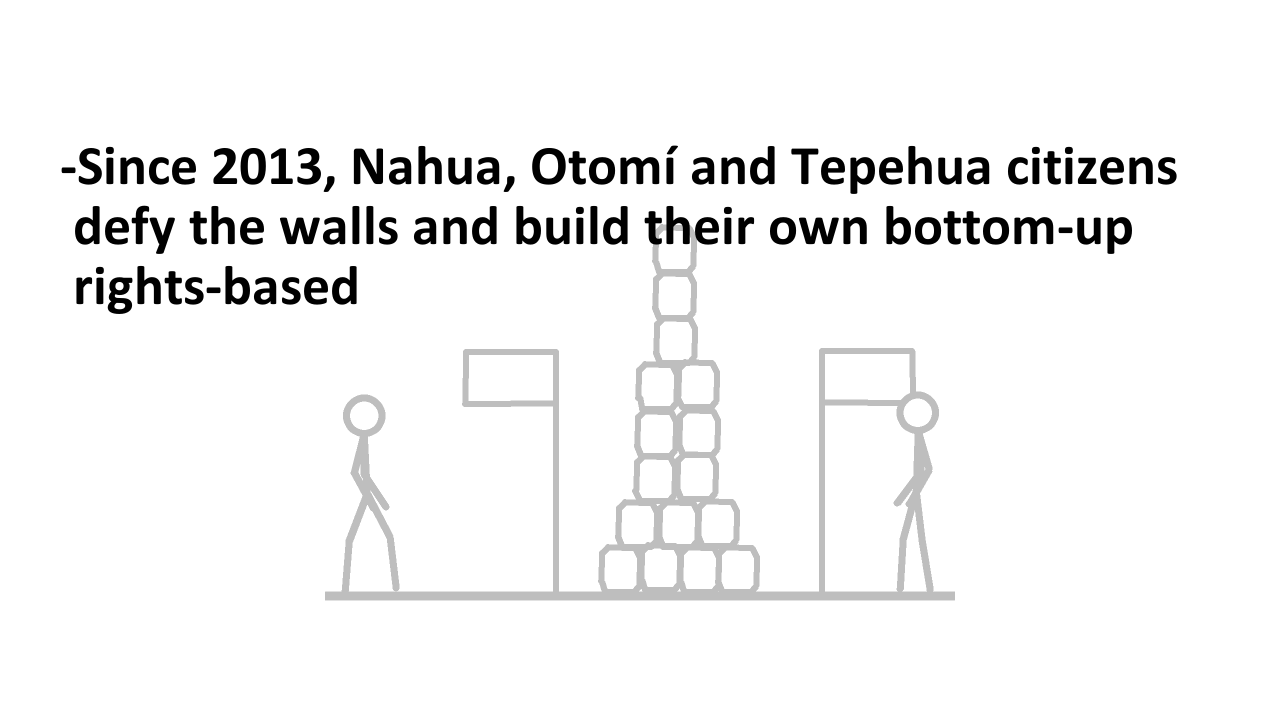 -Since 2013, Nahua, Otomí and Tepehua citizens
defy the walls and build their own bottom-up
rights-based